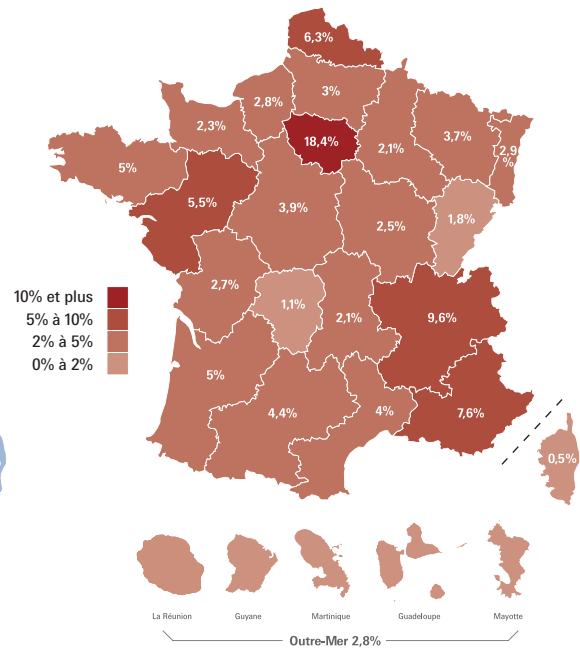 6,3%
3%
2,8%
2,3%
18,4%
2,1%
3,7%
2,9
%
5%
5,5%
3,9%
2,5%
1,8%
2,7%
1,1%
2,1%
9,6%
10% et plus
5% à 10%
2% à 5%
0% à 2%
5%
4,4%
4%
7,6%
0,5%
La Réunion
Guyane
Martinique
Guadeloupe
Mayotte
Outre-Mer 2,8%